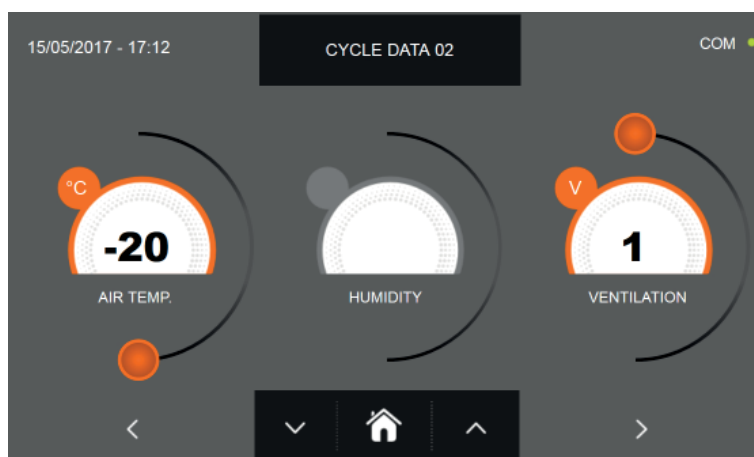 15/05/2017 - 17:12
CYCLE DATA 02
COM
°C
-20
AIR TEMP.
HUMIDITY
V
1
VENTILATION